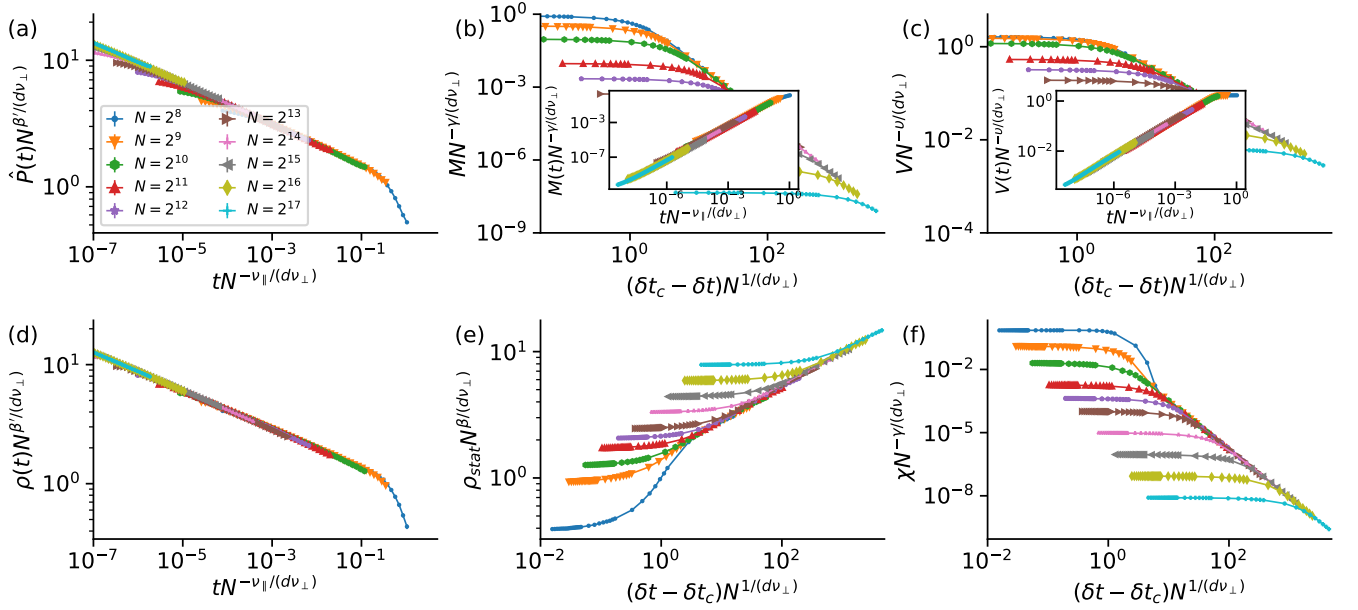 (a)
P̂(t)N^{β′/(dν⊥)}
10^1
10^0
N = 2^8
N = 2^9
N = 2^{10}
N = 2^{11}
N = 2^{12}
N = 2^{13}
N = 2^{14}
N = 2^{15}
N = 2^{16}
N = 2^{17}
10^{-7} 10^{-5} 10^{-3} 10^{-1}
tN^{-ν∥/(dν⊥)}
(b)
MN^{-γ/(dν⊥)}
10^0
10^{-3}
10^{-6}
10^{-9}
M(t)N^{-γ/(dν⊥)}
10^{-3}
10^{-7}
10^{-6} 10^{-3} 10^0
tN^{-ν∥/(dν⊥)}
10^0 10^2
(δt_c − δt)N^{1/(dν⊥)}
(c)
VN^{-υ/(dν⊥)}
10^0
10^{-2}
10^{-4}
V(t)N^{-υ/(dν⊥)}
10^0
10^{-2}
10^{-6} 10^{-3} 10^0
tN^{-ν∥/(dν⊥)}
10^0 10^2
(δt_c − δt)N^{1/(dν⊥)}
(d)
ρ(t)N^{β′/(dν⊥)}
10^1
10^0
10^{-7} 10^{-5} 10^{-3} 10^{-1}
tN^{-ν∥/(dν⊥)}
(e)
ρ_{stat}N^{β/(dν⊥)}
10^1
10^0
10^{-2} 10^0 10^2
(δt − δt_c)N^{1/(dν⊥)}
(f)
χN^{-γ/(dν⊥)}
10^{-2}
10^{-5}
10^{-8}
10^{-2} 10^0 10^2
(δt − δt_c)N^{1/(dν⊥)}